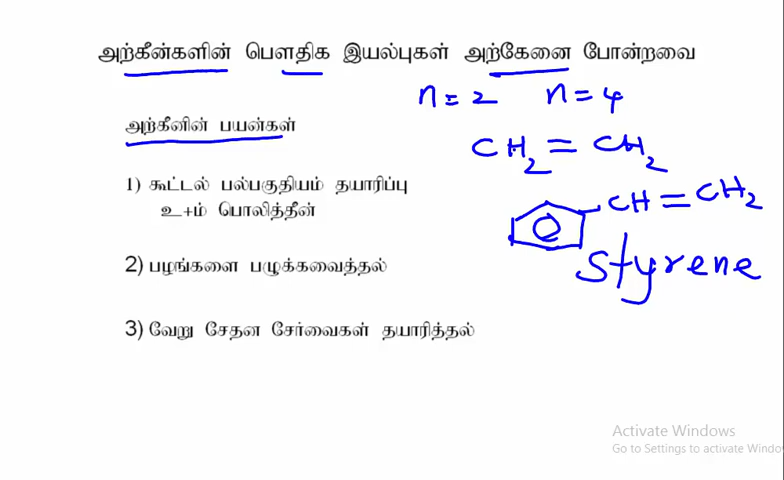 அற்கீன்களின் பௌதிக இயல்புகள் அற்கேனை போன்றவை
n=2 n=4
அற்கீனின் பயன்கள்
CH₂ = CH₂
1) கூட்டல் பல்பகுதியம் தயாரிப்பு
CH = CH₂
உ+ம் பொலித்தீன்
Styrene
2) பழங்களை பழுக்கவைத்தல்
3) வேறு சேதன சேர்வைகள் தயாரித்தல்
Activate Windows
Go to Settings to activate Windo